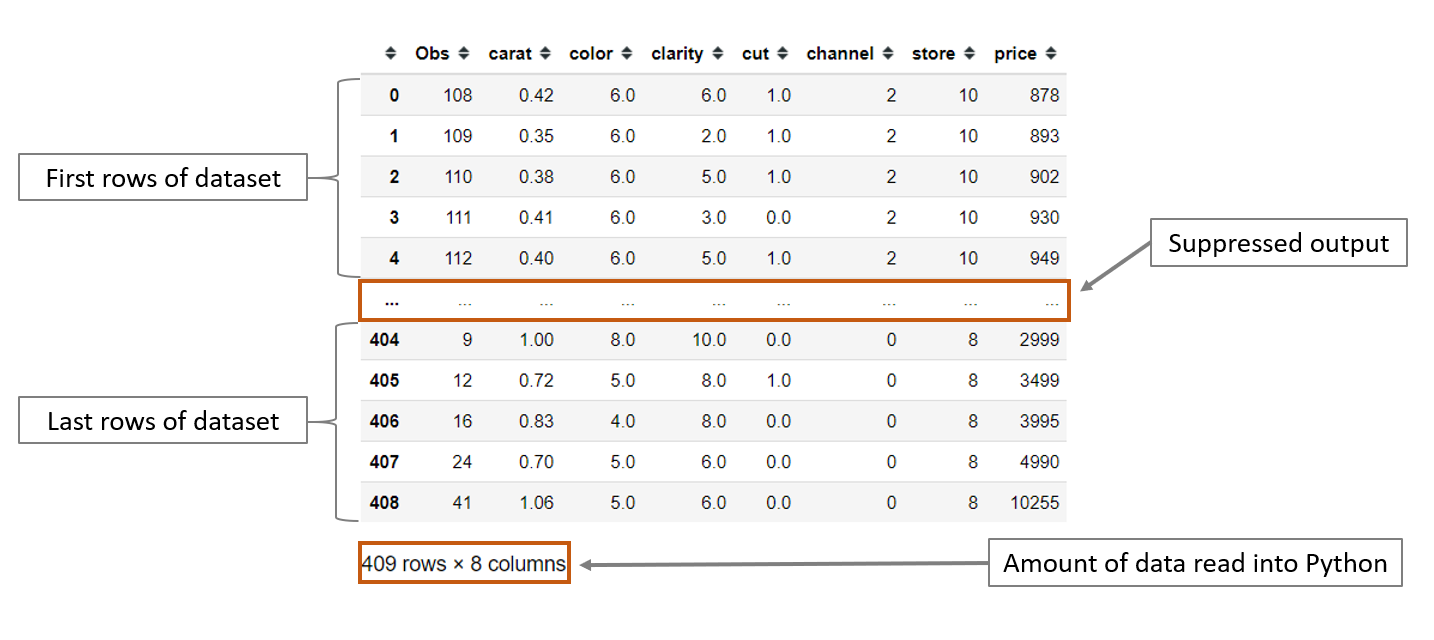 Obs carat color clarity cut channel store price
0 108 0.42 6.0 6.0 1.0 2 10 878
1 109 0.35 6.0 2.0 1.0 2 10 893
First rows of dataset
2 110 0.38 6.0 5.0 1.0 2 10 902
3 111 0.41 6.0 3.0 0.0 2 10 930
Suppressed output
4 112 0.40 6.0 5.0 1.0 2 10 949
... ... ... ... ... ... ... ... ...
404 9 1.00 8.0 10.0 0.0 0 8 2999
405 12 0.72 5.0 8.0 1.0 0 8 3499
Last rows of dataset
406 16 0.83 4.0 8.0 0.0 0 8 3995
407 24 0.70 5.0 6.0 0.0 0 8 4990
408 41 1.06 5.0 6.0 0.0 0 8 10255
409 rows × 8 columns
Amount of data read into Python